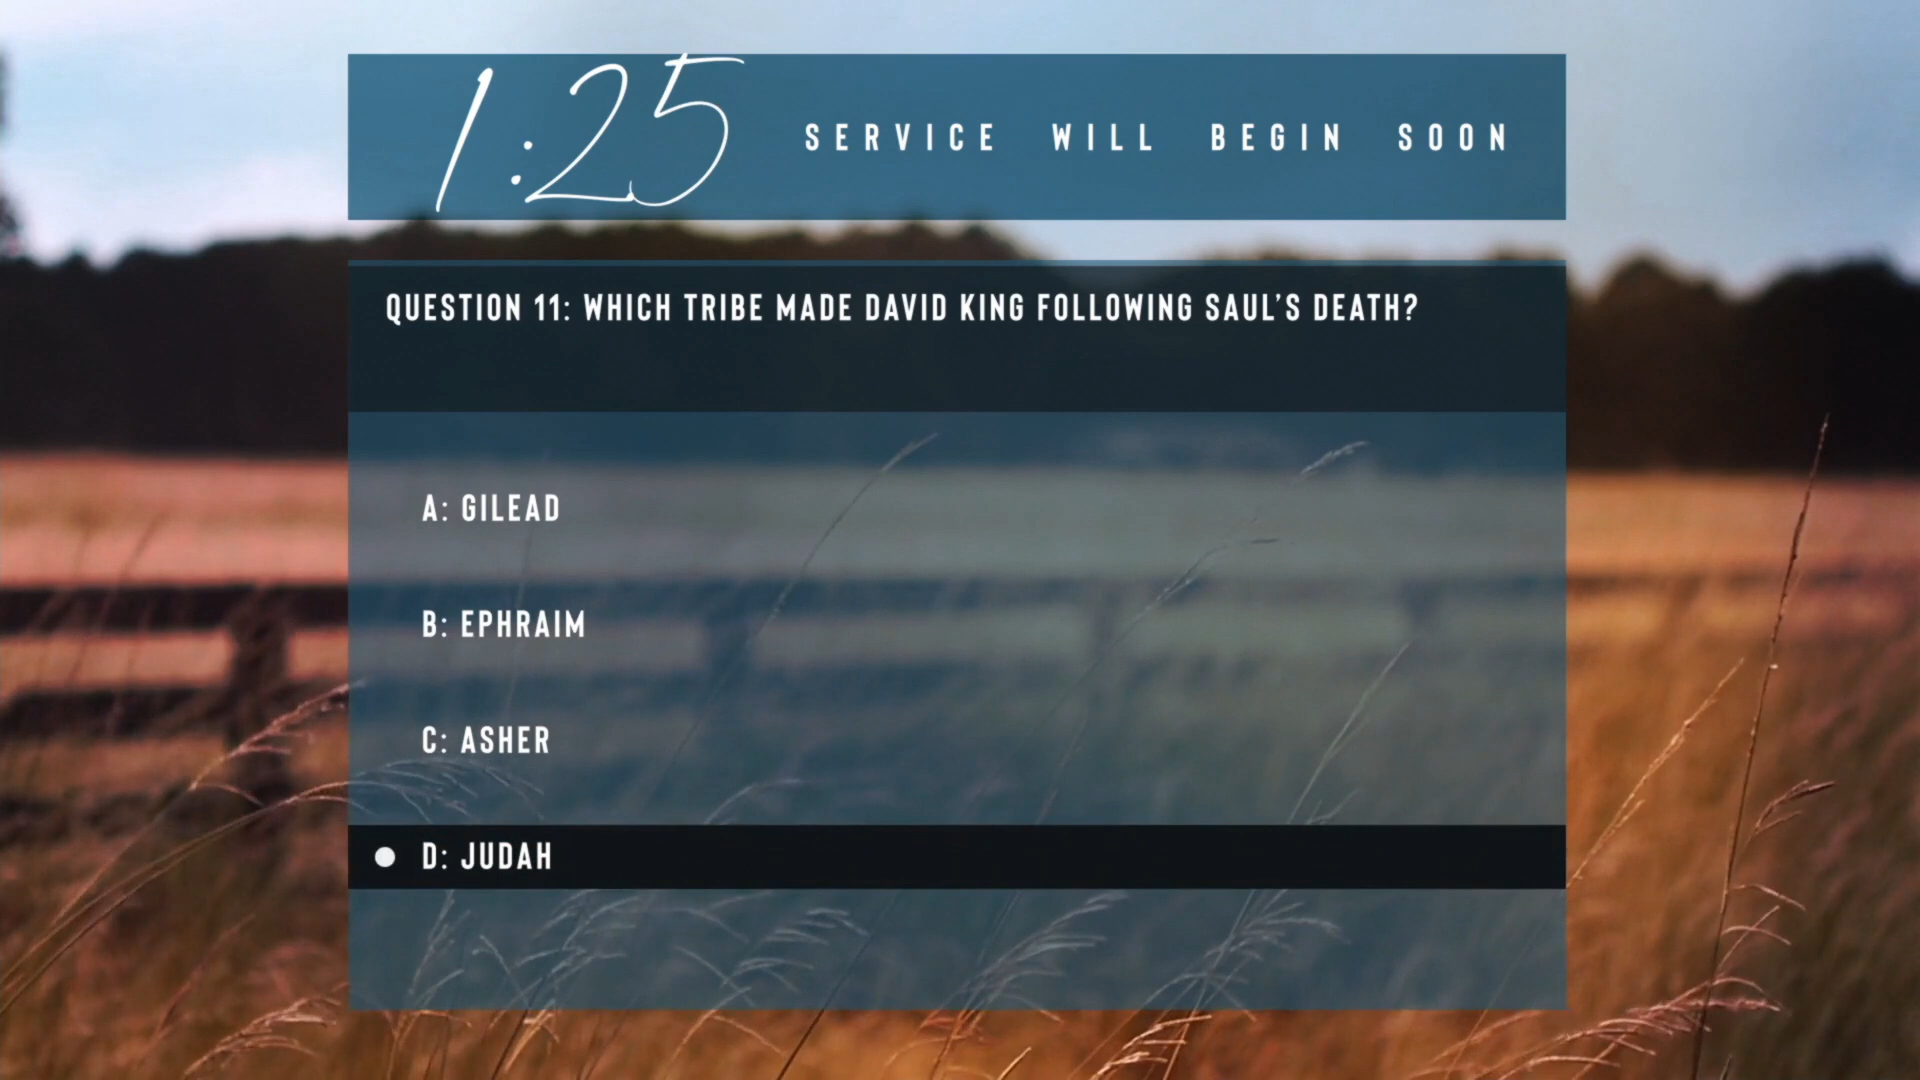 1:25
SERVICE WILL BEGIN SOON
QUESTION 11: WHICH TRIBE MADE DAVID KING FOLLOWING SAUL'S DEATH?
A: GILEAD
B: EPHRAIM
C: ASHER
D: JUDAH